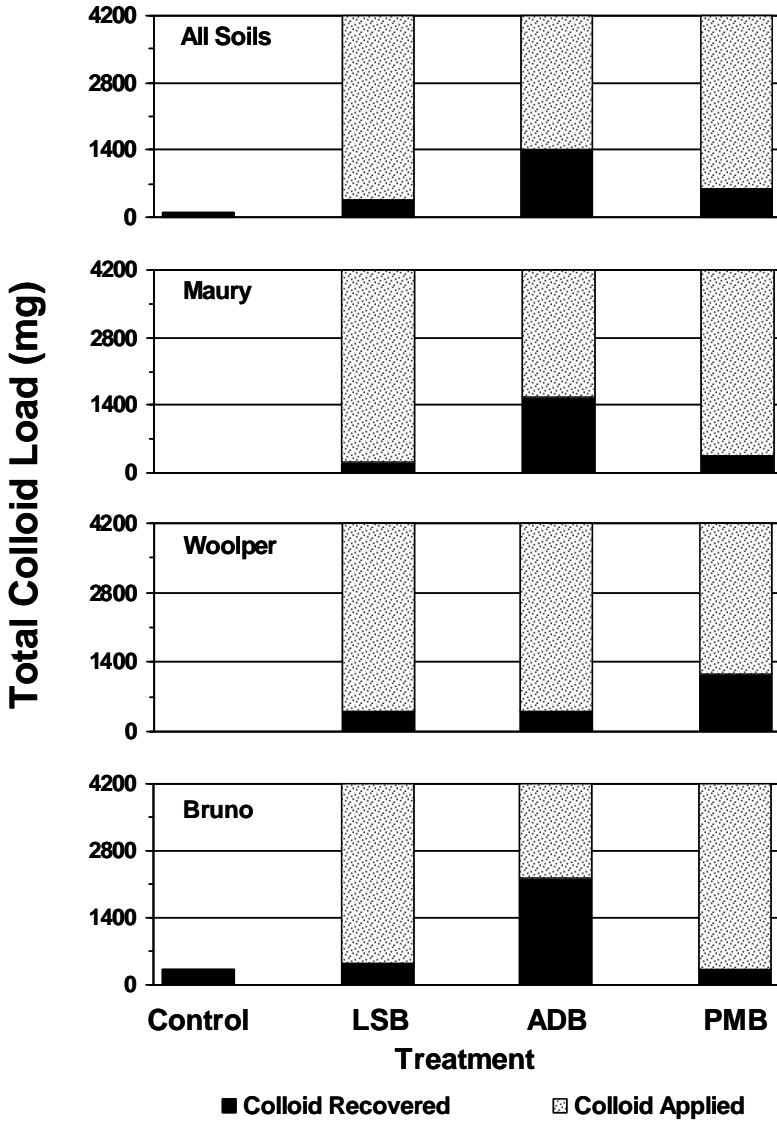 Total Colloid Load (mg)
4200
All Soils
2800
1400
0
4200
Maury
2800
1400
0
4200
Woolper
2800
1400
0
4200
Bruno
2800
1400
0
Control LSB ADB PMB
Treatment
Colloid Recovered Colloid Applied